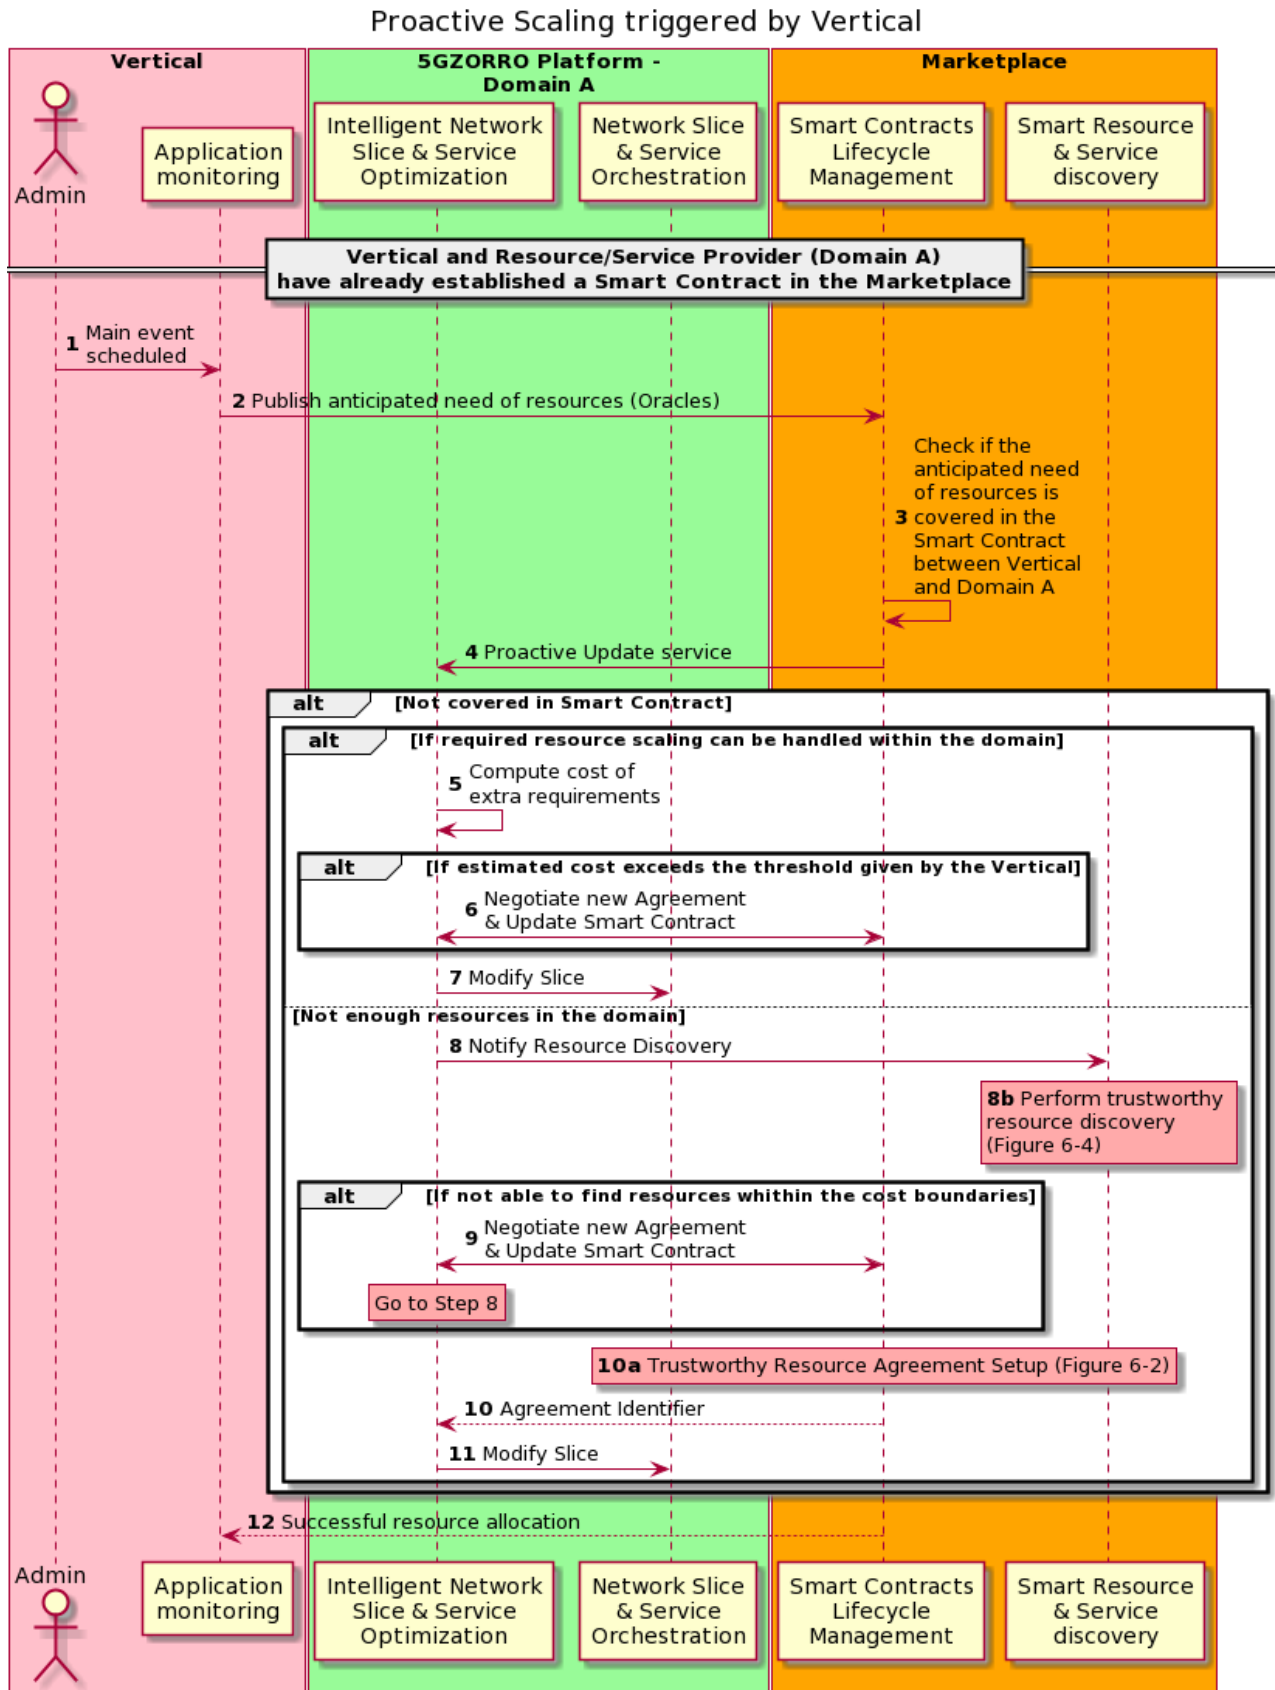 Proactive Scaling triggered by Vertical
Vertical
5GZORRO Platform -
Domain A
Marketplace
Admin
Application
monitoring
Intelligent Network
Slice & Service
Optimization
Network Slice
& Service
Orchestration
Smart Contracts
Lifecycle
Management
Smart Resource
& Service
discovery
Vertical and Resource/Service Provider (Domain A)
have already established a Smart Contract in the Marketplace
1 Main event
scheduled
2 Publish anticipated need of resources (Oracles)
Check if the
anticipated need
of resources is
3 covered in the
Smart Contract
between Vertical
and Domain A
4 Proactive Update service
alt [Not covered in Smart Contract]
alt [If required resource scaling can be handled within the domain]
5 Compute cost of
extra requirements
alt [If estimated cost exceeds the threshold given by the Vertical]
6 Negotiate new Agreement
& Update Smart Contract
7 Modify Slice
[Not enough resources in the domain]
8 Notify Resource Discovery
8b Perform trustworthy
resource discovery
(Figure 6-4)
alt [If not able to find resources whithin the cost boundaries]
9 Negotiate new Agreement
& Update Smart Contract
Go to Step 8
10a Trustworthy Resource Agreement Setup (Figure 6-2)
10 Agreement Identifier
11 Modify Slice
12 Successful resource allocation
Admin
Application
monitoring
Intelligent Network
Slice & Service
Optimization
Network Slice
& Service
Orchestration
Smart Contracts
Lifecycle
Management
Smart Resource
& Service
discovery